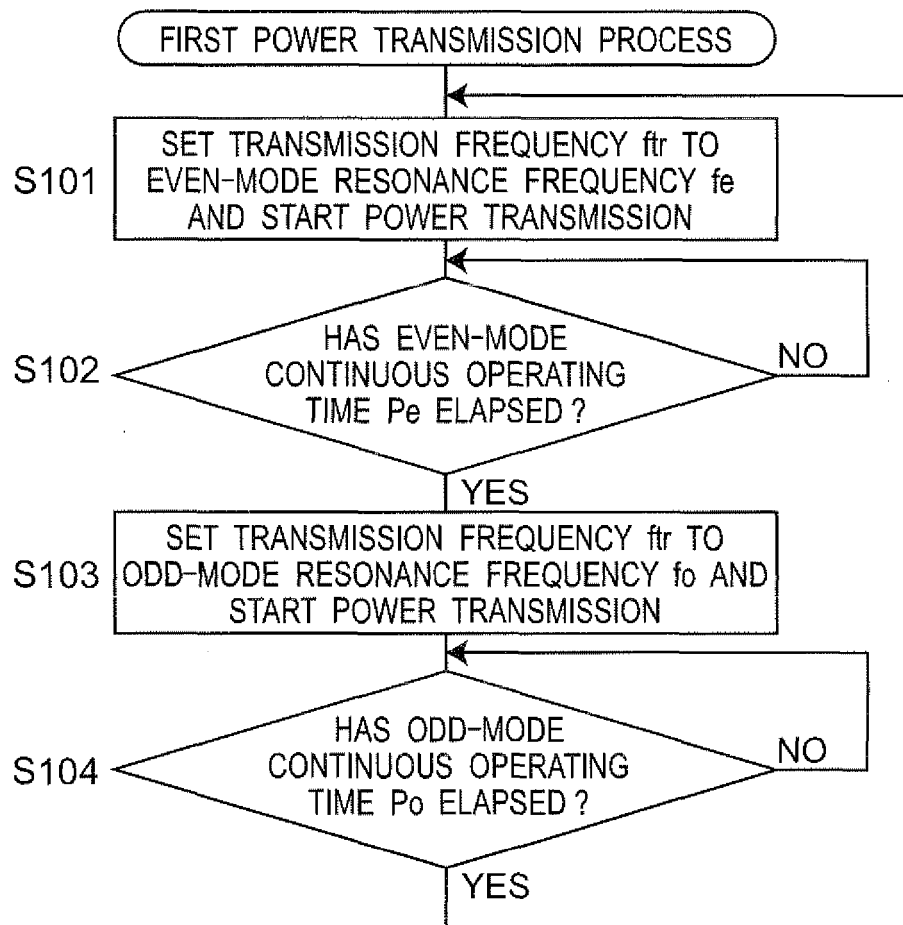 FIRST POWER TRANSMISSION PROCESS
S101
SET TRANSMISSION FREQUENCY ftr TO
EVEN-MODE RESONANCE FREQUENCY fe
AND START POWER TRANSMISSION
S102
HAS EVEN-MODE
CONTINUOUS OPERATING
TIME Pe ELAPSED?
NO
YES
S103
SET TRANSMISSION FREQUENCY ftr TO
ODD-MODE RESONANCE FREQUENCY fo AND
START POWER TRANSMISSION
S104
HAS ODD-MODE
CONTINUOUS OPERATING
TIME Po ELAPSED?
NO
YES